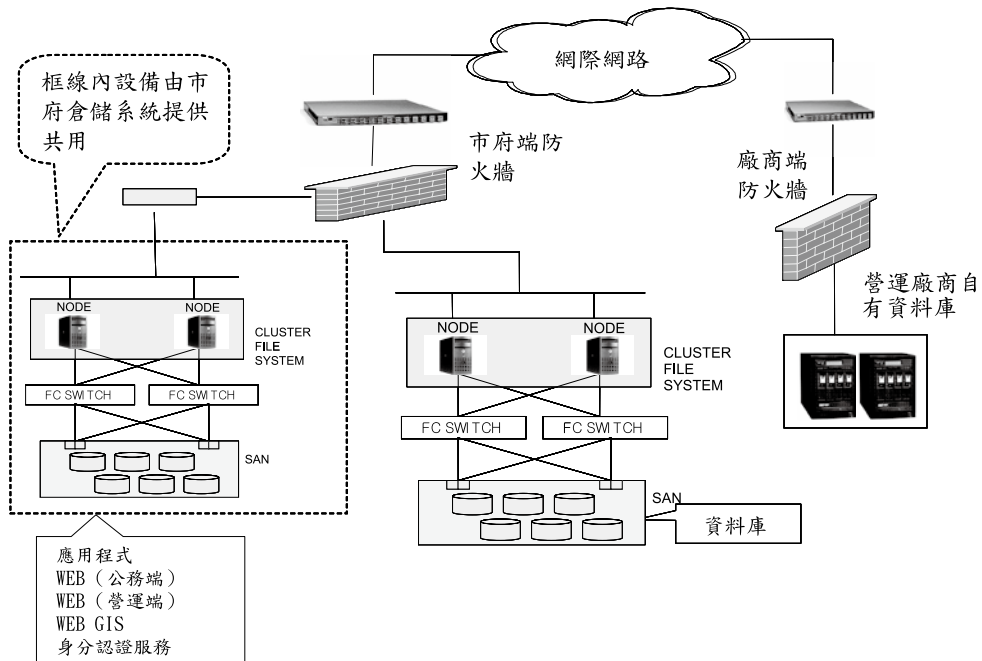 網際網路
框線內設備由市
府倉儲系統提供
共用
市府端防
火牆
廠商端
防火牆
營運廠商自
有資料庫
NODE
NODE
CLUSTER
FILE
SYSTEM
FC SWITCH
FC SWITCH
SAN
NODE
NODE
CLUSTER
FILE
SYSTEM
FC SWITCH
FC SWITCH
SAN
資料庫
應用程式
WEB（公務端）
WEB（營運端）
WEB GIS
身分認證服務